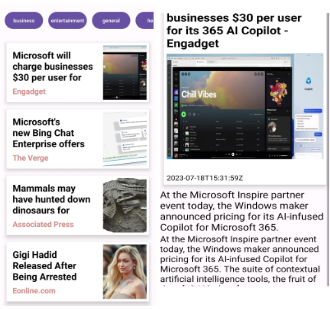 business entertainment general
Microsoft will
charge businesses
$30 per user for
Engadget
Microsoft's
new Bing Chat
Enterprise offers
The Verge
Mammals may
have hunted down
dinosaurs for
Associated Press
Gigi Hadid
Released After
Being Arrested
Eonline.com
businesses $30 per user
for its 365 AI Copilot -
Engadget
Chill Vibes
2023-07-18T15:31:59Z
At the Microsoft Inspire partner
event today, the Windows maker
announced pricing for its AI-infused
Copilot for Microsoft 365.
At the Microsoft Inspire partner event
today, the Windows maker announced
pricing for its AI-infused Copilot for
Microsoft 365. The suite of contextual
artificial intelligence tools, the fruit of